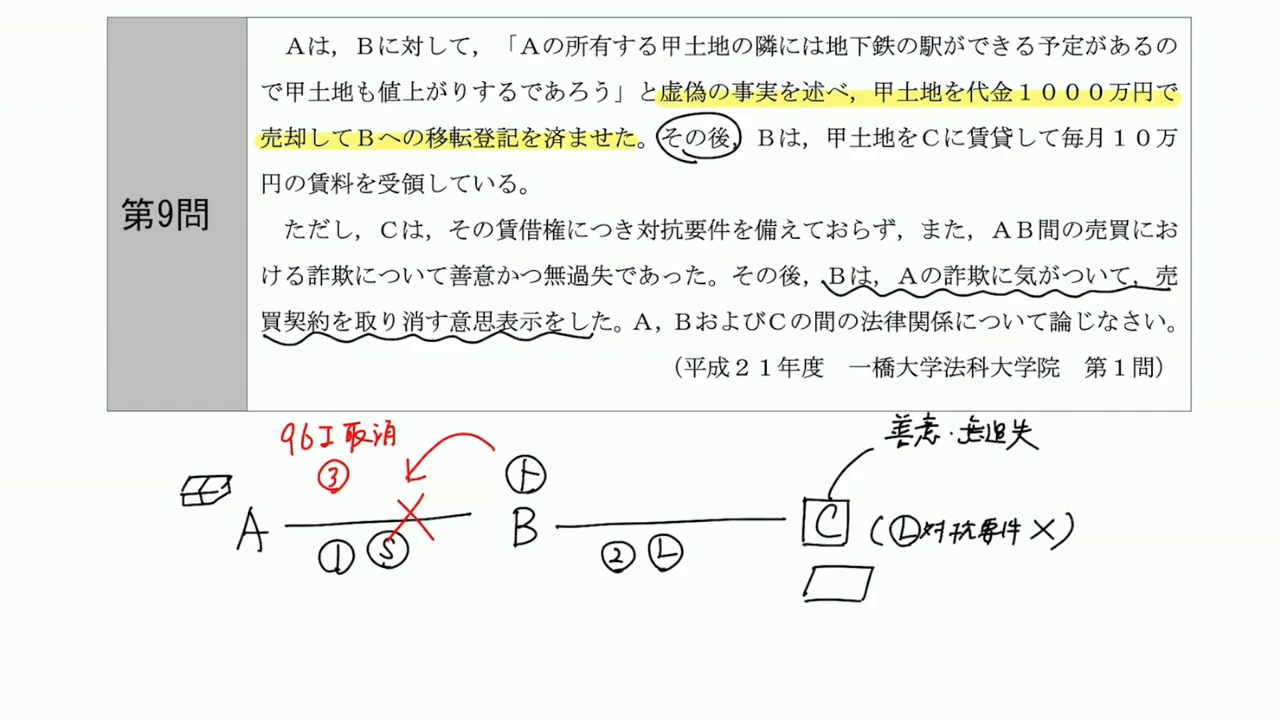 第9問
Ａは，Ｂに対して，「Ａの所有する甲土地の隣には地下鉄の駅ができる予定があるの
で甲土地も値上がりするであろう」と虚偽の事実を述べ，甲土地を代金１０００万円で
売却してＢへの移転登記を済ませた。その後，Ｂは，甲土地をＣに賃貸して毎月１０万
円の賃料を受領している。
ただし，Ｃは，その賃借権につき対抗要件を備えておらず，また，ＡＢ間の売買にお
ける詐欺について善意かつ無過失であった。その後，Ｂは，Ａの詐欺に気がついて，売
買契約を取り消す意思表示をした。Ａ，ＢおよびＣの間の法律関係について論じなさい。
（平成２１年度　一橋大学法科大学院　第１問）
96Ⅰ取消
善意・無過失
③
ト
A
B
C
(Ⓛ対抗要件×)
① Ⓢ
② Ⓛ